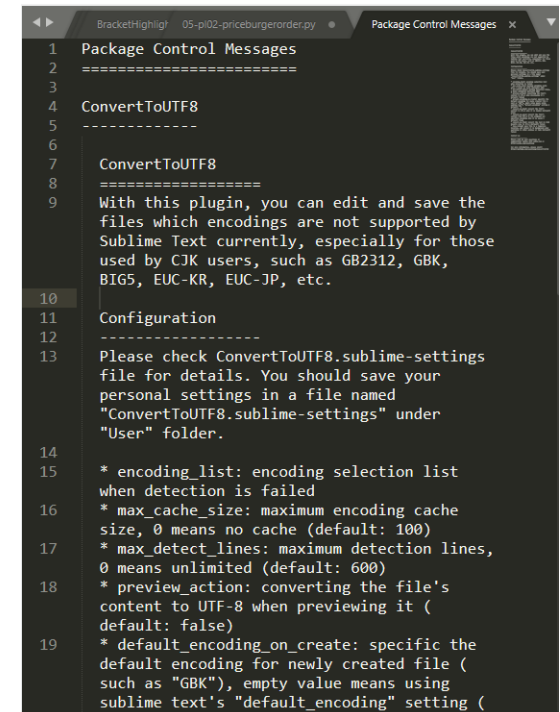 BracketHighligh 05-pl02-priceburgerorder.py Package Control Messages ×
1 Package Control Messages
2 ========================
3
4 ConvertToUTF8
5 -------------
6
7 ConvertToUTF8
8 ==================
9 With this plugin, you can edit and save the
files which encodings are not supported by
Sublime Text currently, especially for those
used by CJK users, such as GB2312, GBK,
BIG5, EUC-KR, EUC-JP, etc.
10
11 Configuration
12 ------------------
13 Please check ConvertToUTF8.sublime-settings
file for details. You should save your
personal settings in a file named
"ConvertToUTF8.sublime-settings" under
"User" folder.
14
15 * encoding_list: encoding selection list
when detection is failed
16 * max_cache_size: maximum encoding cache
size, 0 means no cache (default: 100)
17 * max_detect_lines: maximum detection lines,
0 means unlimited (default: 600)
18 * preview_action: converting the file's
content to UTF-8 when previewing it (
default: false)
19 * default_encoding_on_create: specific the
default encoding for newly created file (
such as "GBK"), empty value means using
sublime text's "default_encoding" setting (